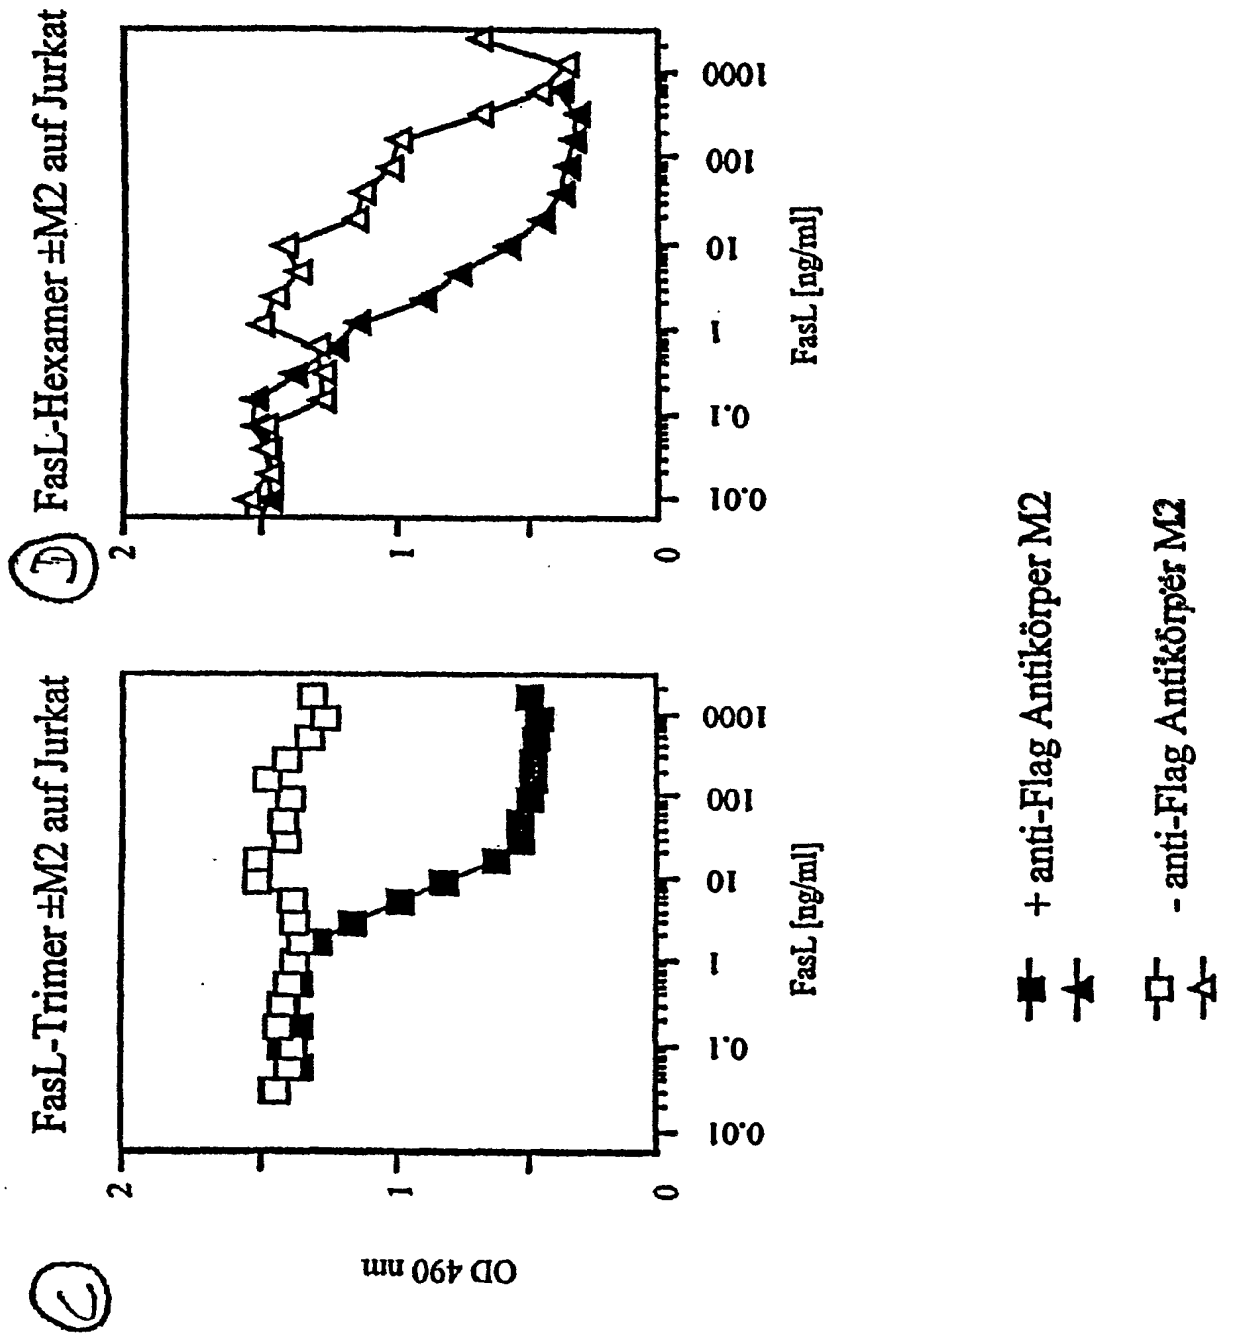 C
FasL-Trimer ±M2 auf Jurkat
OD 490 nm
2
1
0
0.01
0.1
1
10
100
1000
FasL [ng/ml]
D
FasL-Hexamer ±M2 auf Jurkat
2
1
0
0.01
0.1
1
10
100
1000
FasL [ng/ml]
+ anti-Flag Antikörper M2
- anti-Flag Antikörper M2